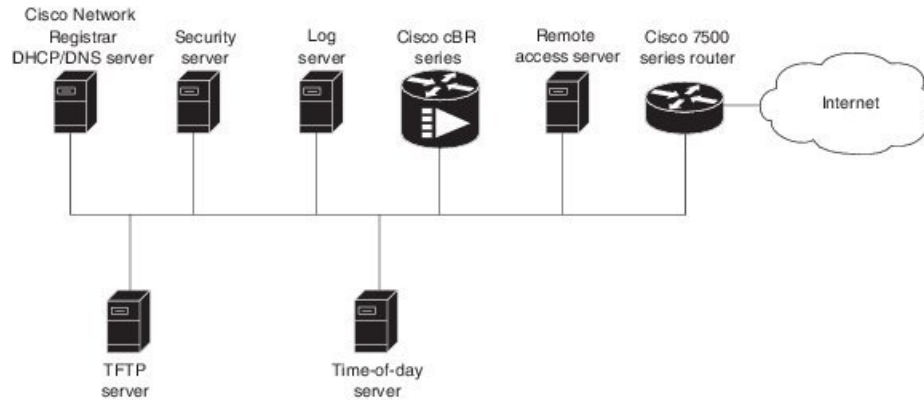 Cisco Network
Registrar
DHCP/DNS server
Security
server
Log
server
Cisco cBR
series
Remote
access server
Cisco 7500
series router
Internet
TFTP
server
Time-of-day
server